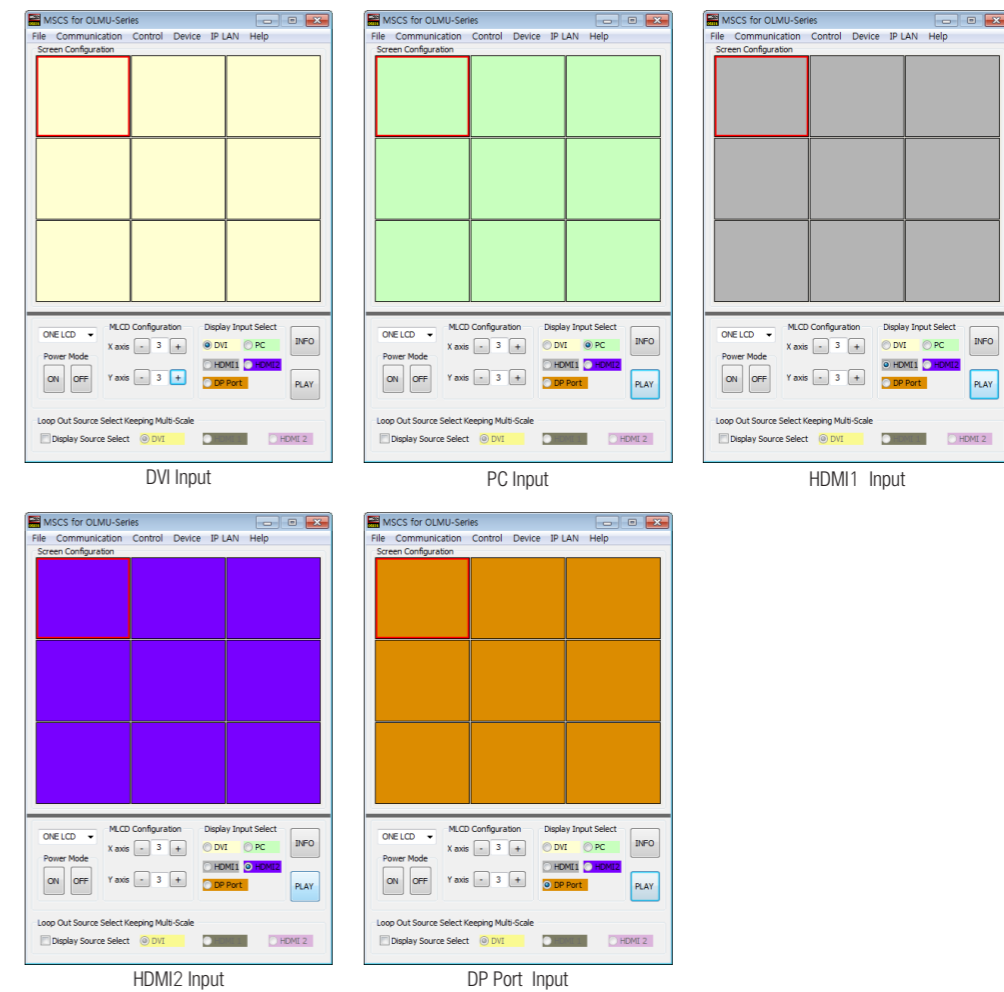 MSCS for OLMU-Series
File Communication Control Device IP LAN Help
Screen Configuration
ONE LCD
MLCD Configuration
Display Input Select
X axis - 3 +
DVI PC
INFO
Power Mode
HDMI1 HDMI2
ON OFF
Y axis - 3 +
DP Port
PLAY
Loop Out Source Select Keeping Multi-Scale
Display Source Select DVI HDMI 2
DVI Input
MSCS for OLMU-Series
File Communication Control Device IP LAN Help
Screen Configuration
ONE LCD
MLCD Configuration
Display Input Select
X axis - 3 +
DVI PC
INFO
Power Mode
HDMI1 HDMI2
ON OFF
Y axis - 3 +
DP Port
PLAY
Loop Out Source Select Keeping Multi-Scale
Display Source Select DVI HDMI 2
PC Input
MSCS for OLMU-Series
File Communication Control Device IP LAN Help
Screen Configuration
ONE LCD
MLCD Configuration
Display Input Select
X axis - 3 +
DVI PC
INFO
Power Mode
HDMI1 HDMI2
ON OFF
Y axis - 3 +
DP Port
PLAY
Loop Out Source Select Keeping Multi-Scale
Display Source Select DVI HDMI 2
HDMI1 Input
MSCS for OLMU-Series
File Communication Control Device IP LAN Help
Screen Configuration
ONE LCD
MLCD Configuration
Display Input Select
X axis - 3 +
DVI PC
INFO
Power Mode
HDMI1 HDMI2
ON OFF
Y axis - 3 +
DP Port
PLAY
Loop Out Source Select Keeping Multi-Scale
Display Source Select DVI HDMI 2
HDMI2 Input
MSCS for OLMU-Series
File Communication Control Device IP LAN Help
Screen Configuration
ONE LCD
MLCD Configuration
Display Input Select
X axis - 3 +
DVI PC
INFO
Power Mode
HDMI1 HDMI2
ON OFF
Y axis - 3 +
DP Port
PLAY
Loop Out Source Select Keeping Multi-Scale
Display Source Select DVI HDMI 2
DP Port Input